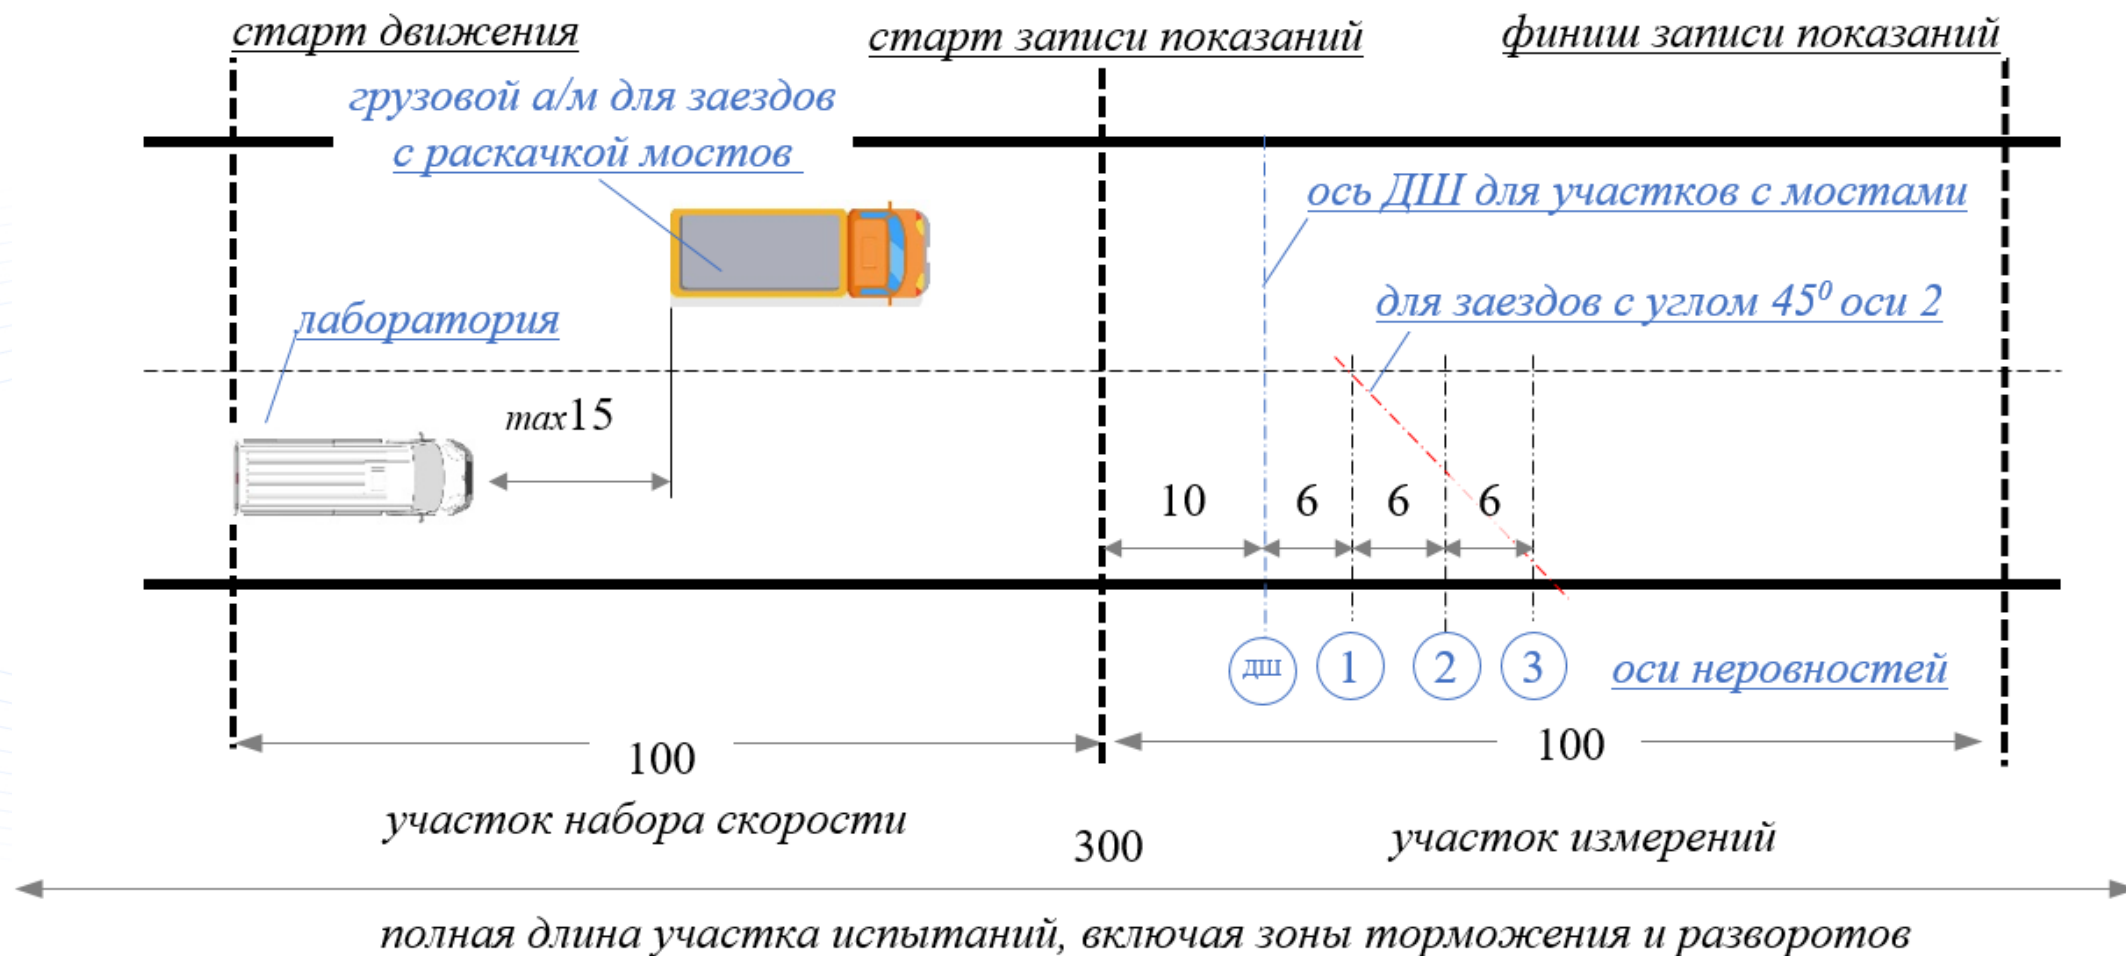 старт движения
старт записи показаний
финиш записи показаний
грузовой а/м для заездов
с раскачкой мостов
ось ДШ для участков с мостами
для заездов с углом 45⁰ оси 2
лаборатория
max15
10
6
6
6
ДШ
1
2
3
оси неровностей
100
100
участок набора скорости
300
участок измерений
полная длина участка испытаний, включая зоны торможения и разворотов